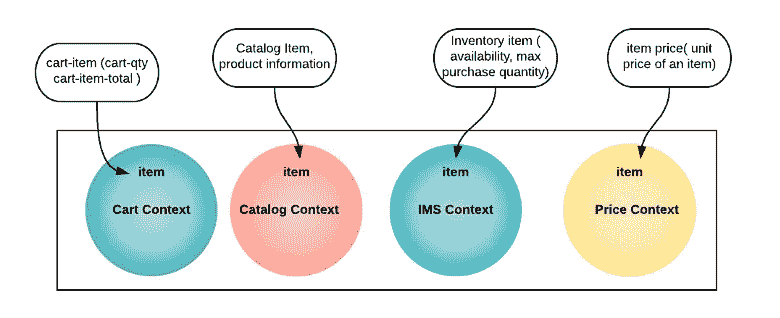 cart-item (cart-qty
cart-item-total )
Catalog Item,
product information
Inventory item (
availability, max
purchase quantity)
item price( unit
price of an item)
item
Cart Context
item
Catalog Context
item
IMS Context
item
Price Context